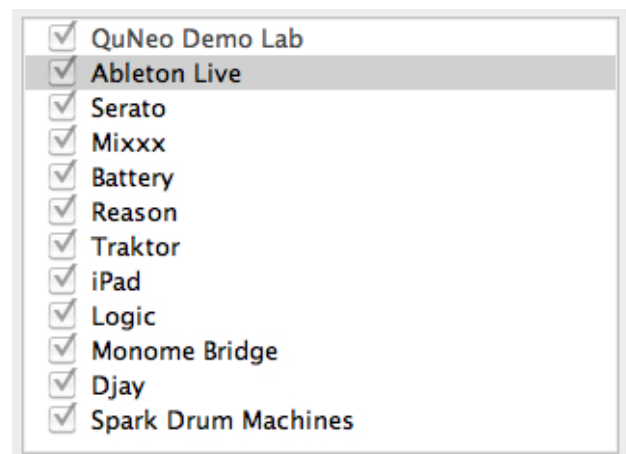 QuNeo Demo Lab
Ableton Live
Serato
Mixxx
Battery
Reason
Traktor
iPad
Logic
Monome Bridge
Djay
Spark Drum Machines